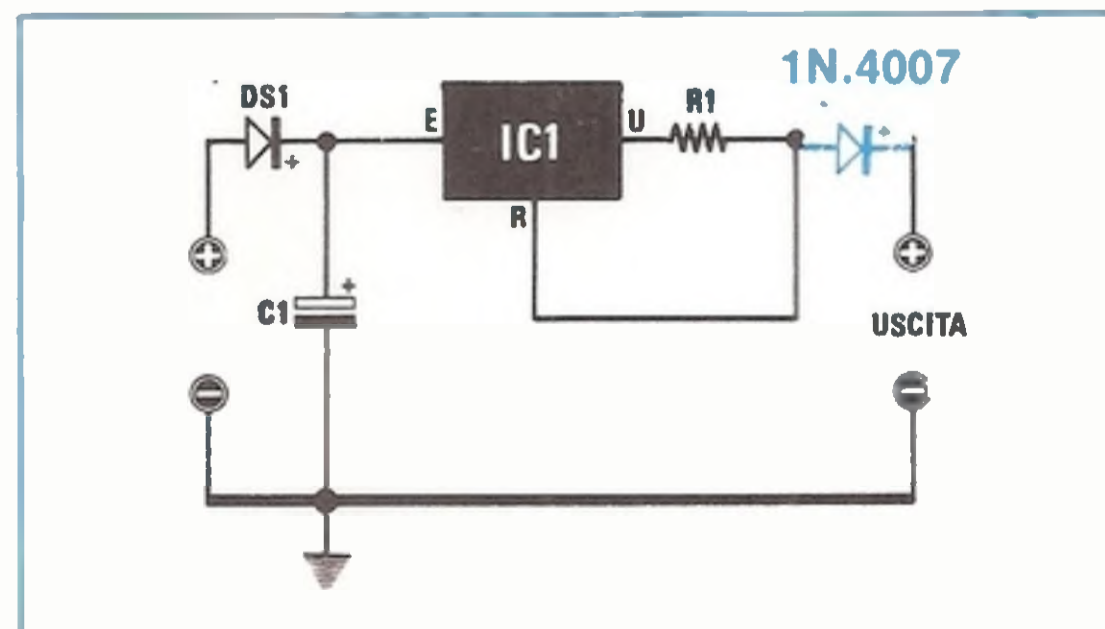 1N.4007
DS1
+
E
IC1
U
R1
+
R
+
C1
+
+
USCITA
-
-